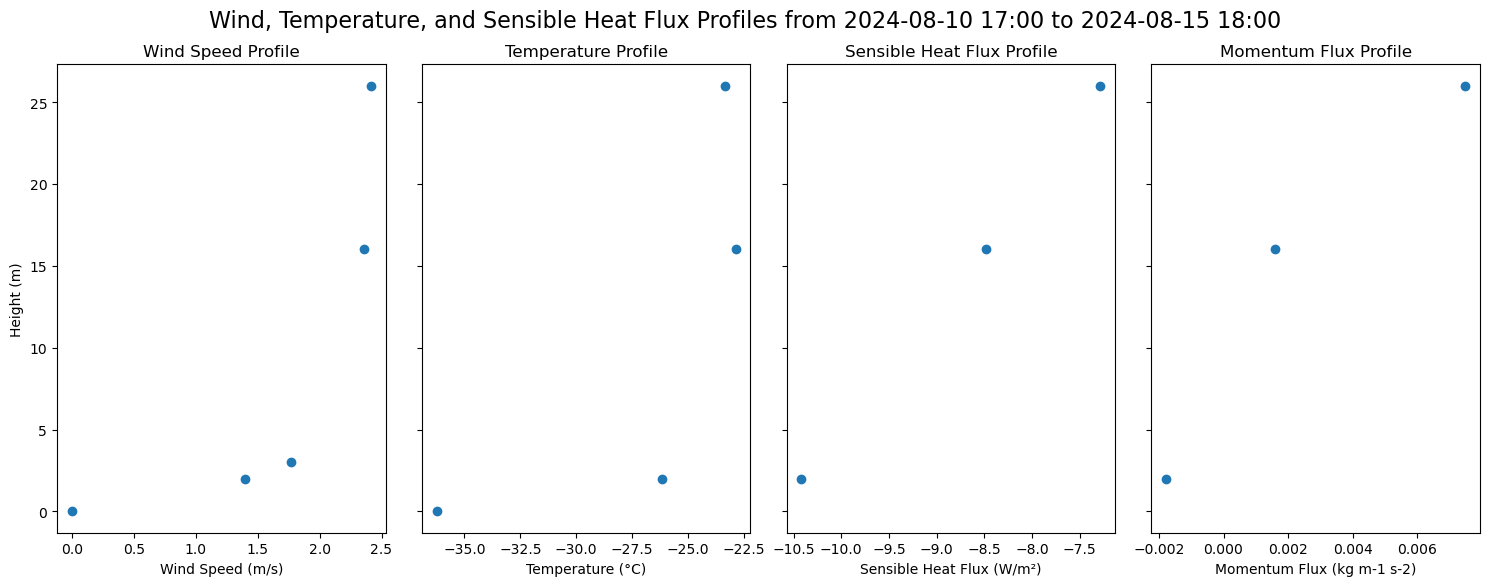 Wind, Temperature, and Sensible Heat Flux Profiles from 2024-08-10 17:00 to 2024-08-15 18:00
Wind Speed Profile
Temperature Profile
Sensible Heat Flux Profile
Momentum Flux Profile
25
20
15
10
5
0
Height (m)
0.0 0.5 1.0 1.5 2.0 2.5
−35.0 −32.5 −30.0 −27.5 −25.0 −22.5
−10.5 −10.0 −9.5 −9.0 −8.5 −8.0 −7.5
−0.002 0.000 0.002 0.004 0.006
Wind Speed (m/s)
Temperature (°C)
Sensible Heat Flux (W/m²)
Momentum Flux (kg m-1 s-2)